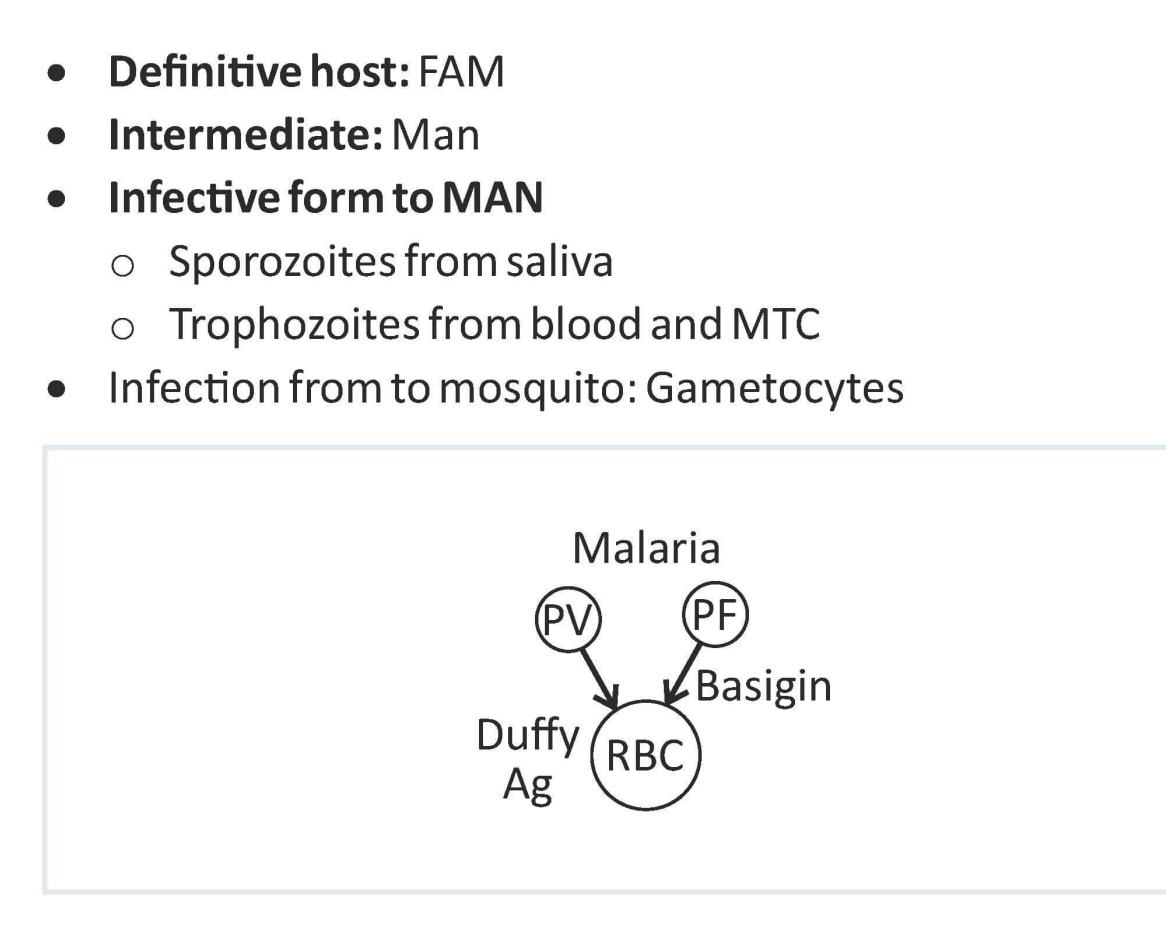 • Definitive host: FAM
• Intermediate: Man
• Infective form to MAN
○ Sporozoites from saliva
○ Trophozoites from blood and MTC
• Infection from to mosquito: Gametocytes
Malaria
PV PF
Basigin
Duffy
Ag
RBC